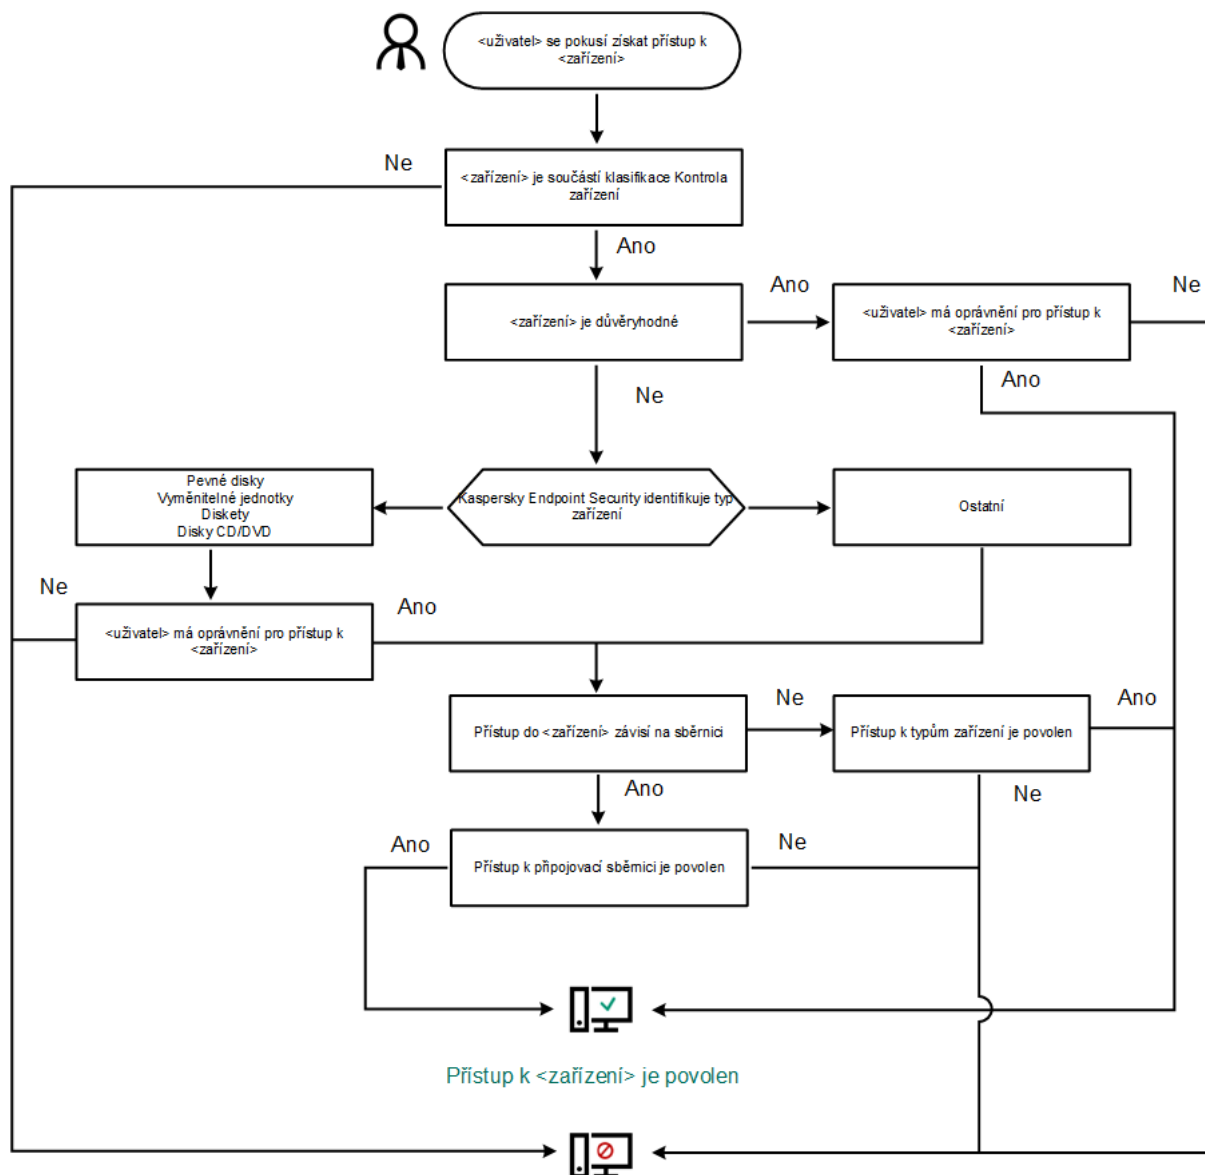 <uživatel> se pokusí získat přístup k
<zařízení>
Ne
<zařízení> je součástí klasifikace Kontrola
zařízení
Ano
<zařízení> je důvěryhodné
Ano
<uživatel> má oprávnění pro přístup k
<zařízení>
Ne
Ne
Ano
Pevné disky
Vyměnitelné jednotky
Diskety
Disky CD/DVD
Kaspersky Endpoint Security identifikuje typ
zařízení
Ostatní
Ne
<uživatel> má oprávnění pro přístup k
<zařízení>
Ano
Přístup do <zařízení> závisí na sběrnici
Ne
Přístup k typům zařízení je povolen
Ano
Ano
Ne
Ano
Přístup k připojovací sběrnici je povolen
Ne
Přístup k <zařízení> je povolen